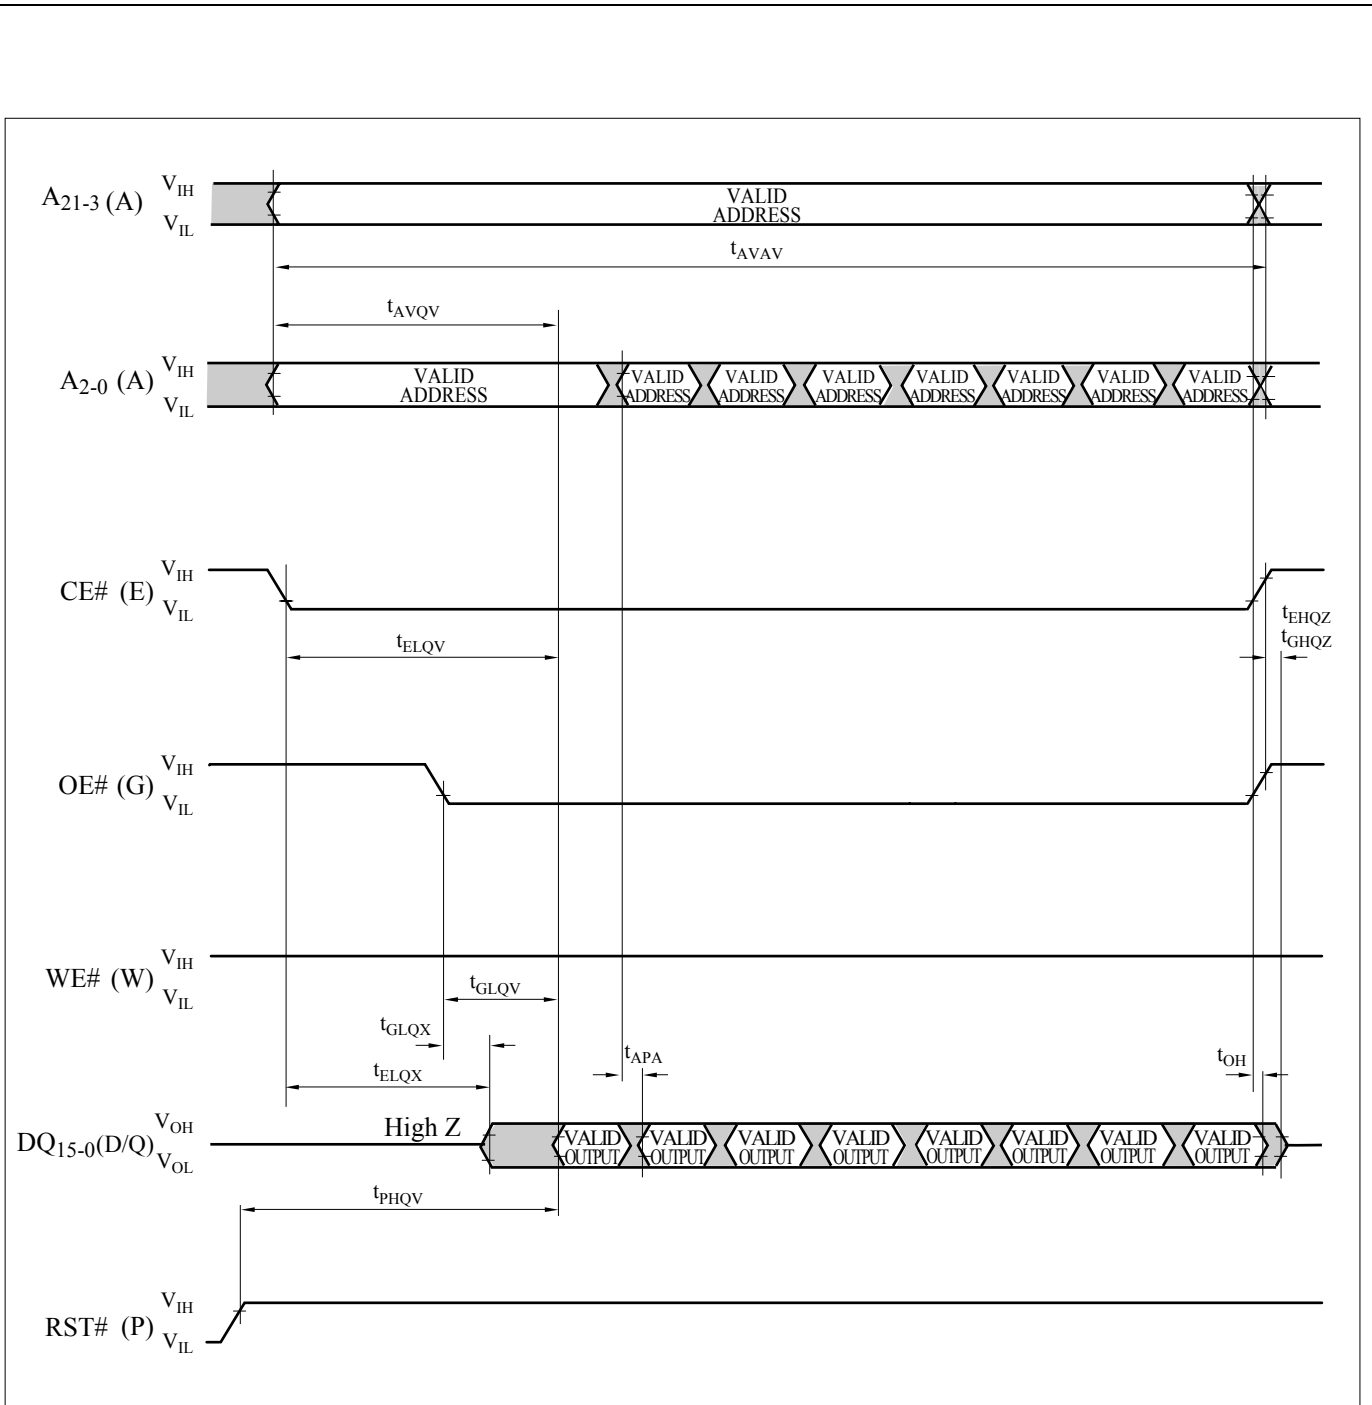 A21-3 (A) VIH
VIL
VALID
ADDRESS
tAVAV
tAVQV
A2-0 (A) VIH
VIL
VALID
ADDRESS
VALID
ADDRESS
VALID
ADDRESS
VALID
ADDRESS
VALID
ADDRESS
VALID
ADDRESS
VALID
ADDRESS
VALID
ADDRESS
CE# (E) VIH
VIL
tEHQZ
tGHQZ
tELQV
OE# (G) VIH
VIL
WE# (W) VIH
VIL
tGLQV
tGLQX
tAPA
tOH
tELQX
DQ15-0(D/Q) VOH
VOL
High Z
VALID
OUTPUT
VALID
OUTPUT
VALID
OUTPUT
VALID
OUTPUT
VALID
OUTPUT
VALID
OUTPUT
VALID
OUTPUT
VALID
OUTPUT
tPHQV
RST# (P) VIH
VIL